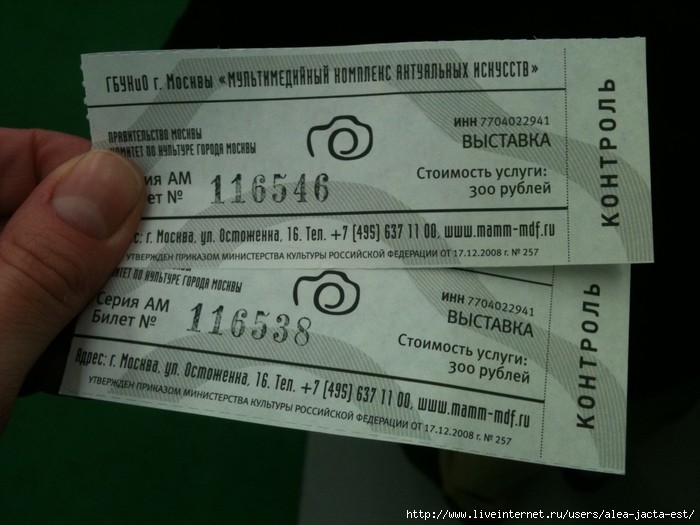 ГБУКиО г. Москвы «МУЛЬТИМЕДИЙНЫЙ КОМПЛЕКС АКТУАЛЬНЫХ ИСКУССТВ»
ПРАВИТЕЛЬСТВО МОСКВЫ
КОМИТЕТ ПО КУЛЬТУРЕ ГОРОДА МОСКВЫ
ИНН 7704022941
ВЫСТАВКА
АМ
№ 116546
Стоимость услуги:
300 рублей
г. Москва, ул. Остоженка, 16. Тел. +7 (495) 637 11 00, www.mamm-mdf.ru
УТВЕРЖДЕН ПРИКАЗОМ МИНИСТЕРСТВА КУЛЬТУРЫ РОССИЙСКОЙ ФЕДЕРАЦИИ ОТ 17.12.2008 г. № 257
КОНТРОЛЬ
КОМИТЕТ ПО КУЛЬТУРЕ ГОРОДА МОСКВЫ
ИНН 7704022941
ВЫСТАВКА
Серия АМ
Билет № 116538
Стоимость услуги:
300 рублей
Адрес: г. Москва, ул. Остоженка, 16. Тел. +7 (495) 637 11 00, www.mamm-mdf.ru
УТВЕРЖДЕН ПРИКАЗОМ МИНИСТЕРСТВА КУЛЬТУРЫ РОССИЙСКОЙ ФЕДЕРАЦИИ ОТ 17.12.2008 г. № 257
КОНТРОЛЬ
http://www.liveinternet.ru/users/alea-jacta-est/